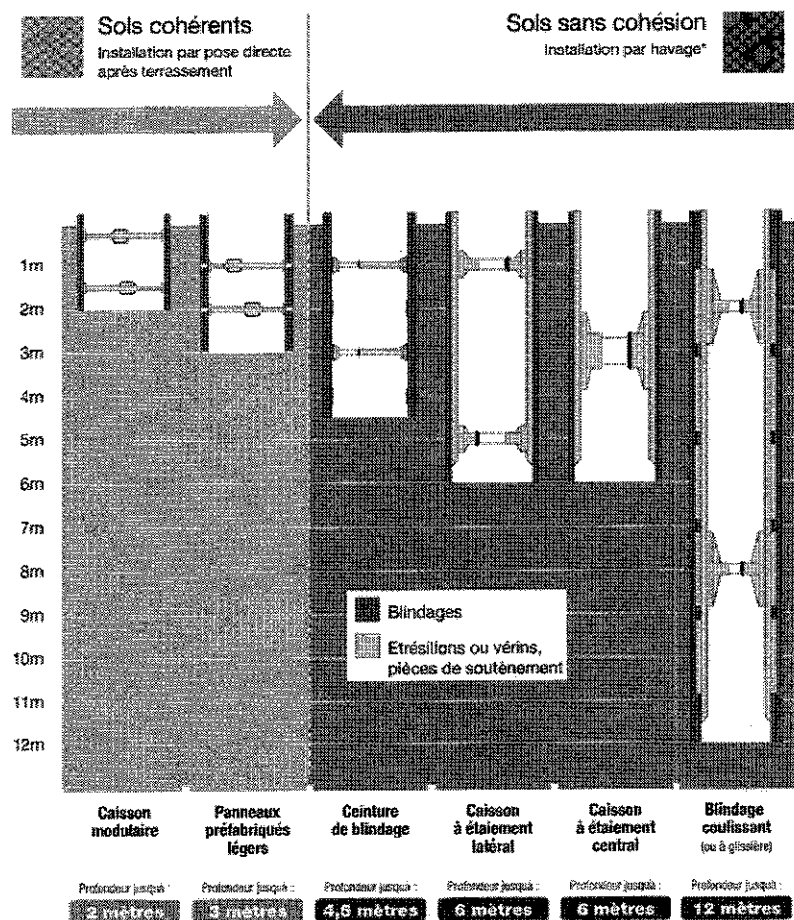 Sols cohérents
Installation par pose directe
après terrassement
Sols sans cohésion
Installation par havage*
1m
2m
3m
4m
5m
6m
7m
8m
9m
10m
11m
12m
Blindages
Etrésillons ou vérins,
pièces de soutènement
Caisson
modulaire
Panneaux
préfabriqués
légers
Ceinture
de blindage
Caisson
à étaiement
latéral
Caisson
à étaiement
central
Blindage
coulissant
(ou à glissière)
Profondeur jusqu'à :
2 mètres
Profondeur jusqu'à :
3 mètres
Profondeur jusqu'à :
4,5 mètres
Profondeur jusqu'à :
6 mètres
Profondeur jusqu'à :
6 mètres
Profondeur jusqu'à :
12 mètres